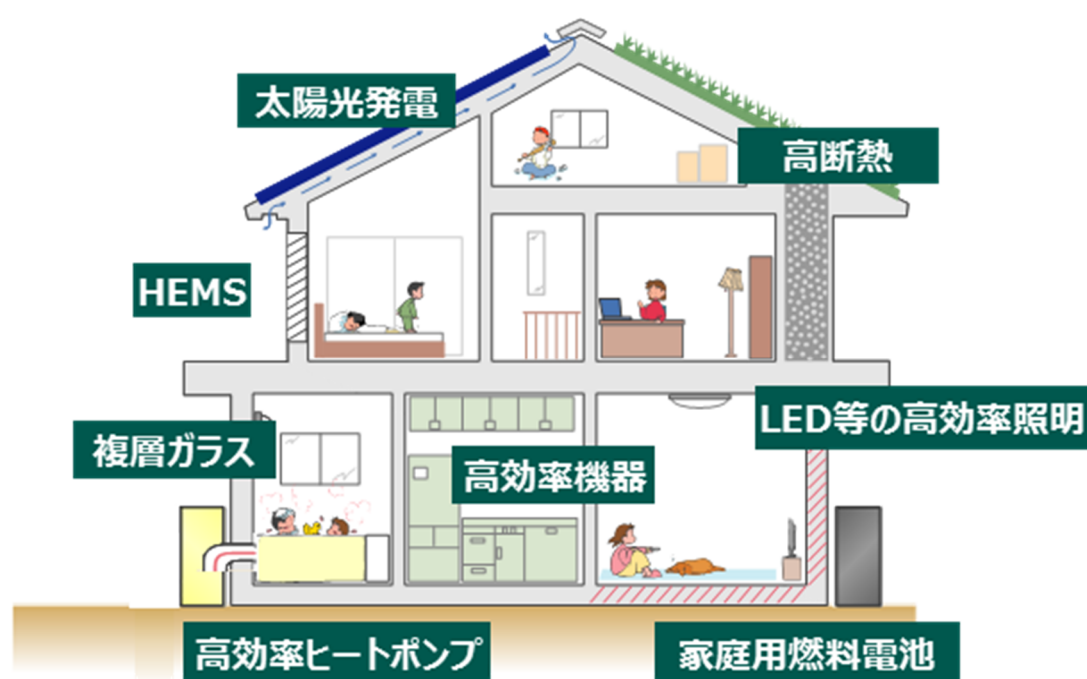 太陽光発電
高断熱
HEMS
LED等の高効率照明
複層ガラス
高効率機器
高効率ヒートポンプ
家庭用燃料電池